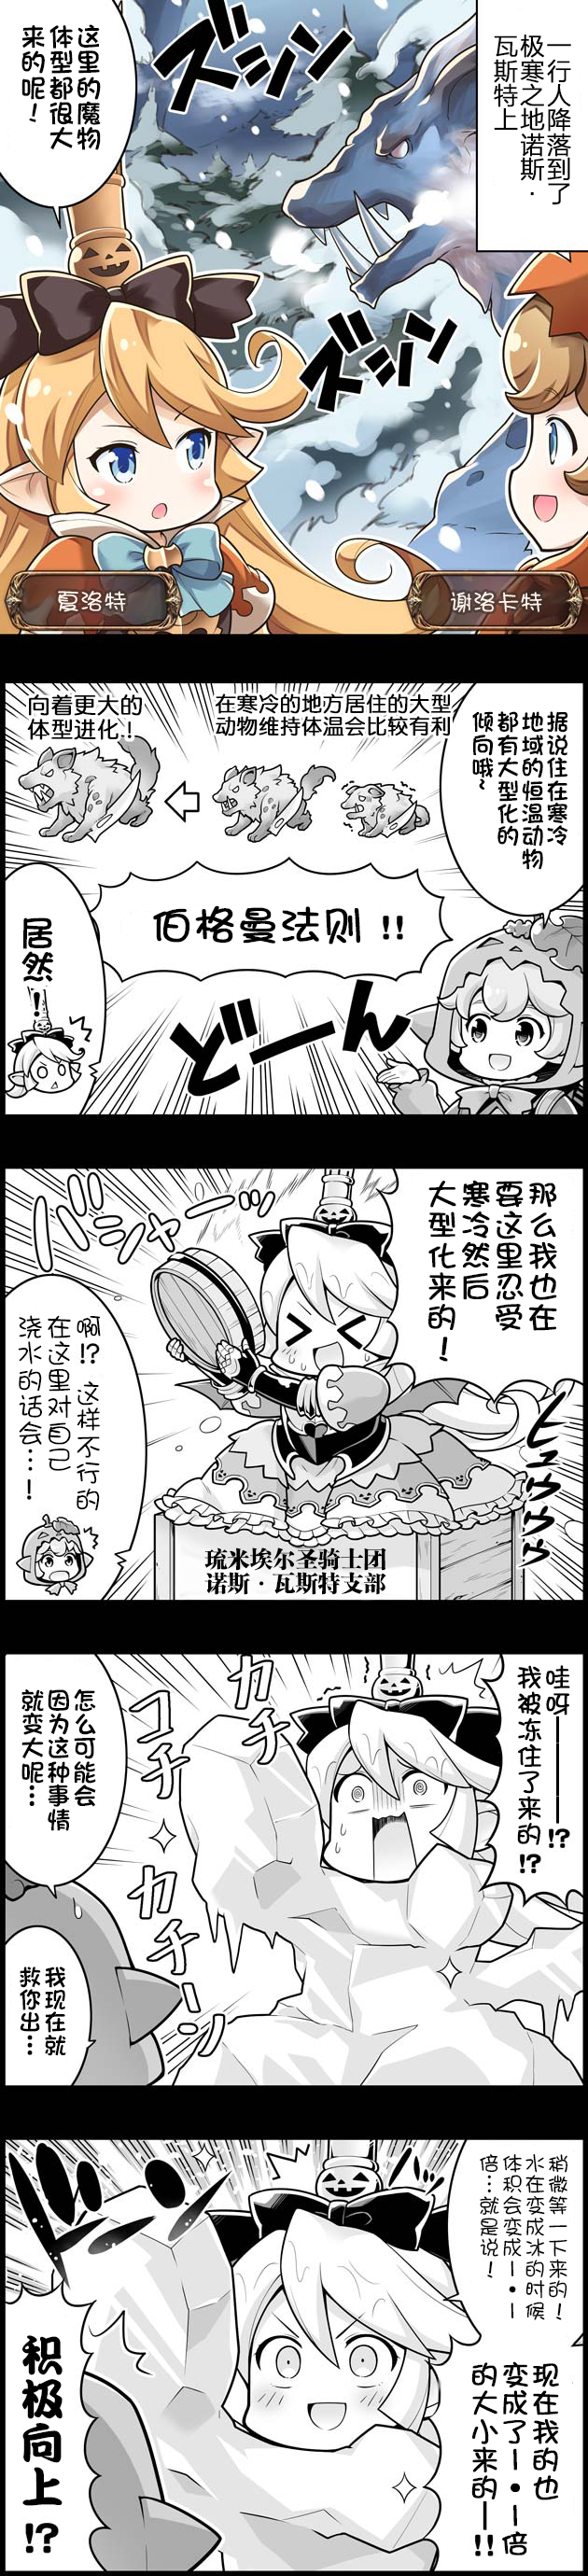 一行人降落到了
极寒之地诺斯·
瓦斯特上
这里的魔物
体型都很大
来的呢！
ズシン
ズシン
夏洛特
谢洛卡特
据说住在寒冷
地域的恒温动物
都有大型化的
倾向哦~
在寒冷的地方居住的大型
动物维持体温会比较有利
向着更大的
体型进化！
伯格曼法则！！
居然！
どーん
那么我也在
尊这里忍受
寒冷然后
大型化来的！
バシャーッ
啊!? 这样不行的
在这里对自己
浇水的话会…！
ヒュウウウ
琉米埃尔圣骑士团
诺斯·瓦斯特支部
哇呀————!?
我被冻住了来的!?
カチ
コチ
カチーン
怎么可能会
因为这种事情
就变大呢…
我现在就
救你出…
稍微等一下来的！
水在变成冰的时候
体积会变成1·1
倍…就是说！
现在我的也
变成了1·1倍
的大小来的ー!!
ドン
积极向上!?